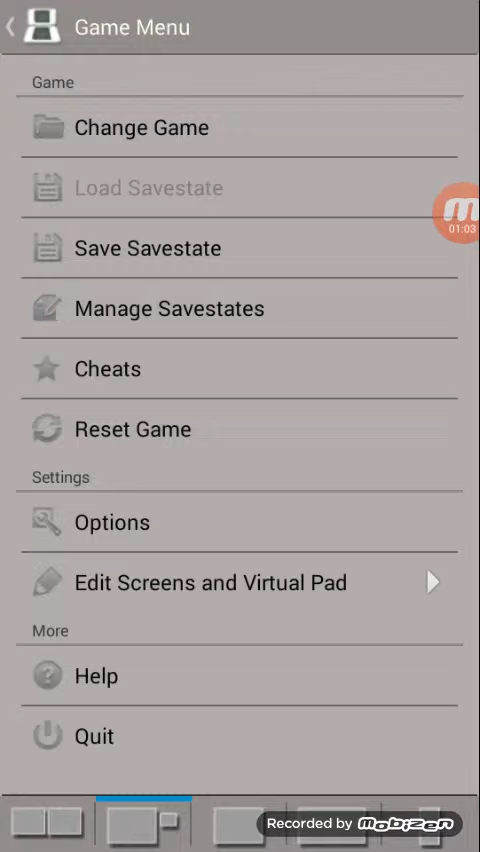 Game Menu
Game
Change Game
Load Savestate
01:03
Save Savestate
Manage Savestates
Cheats
Reset Game
Settings
Options
Edit Screens and Virtual Pad
More
Help
Quit
Recorded by mobizen